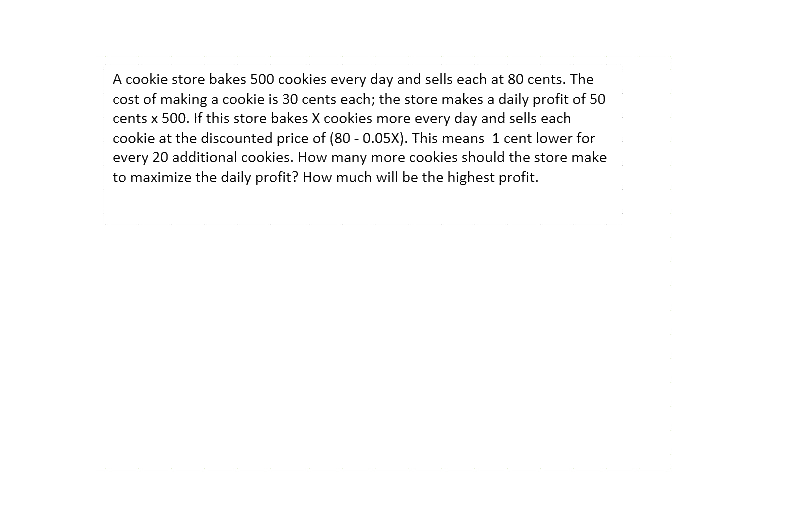 A cookie store bakes 500 cookies every day and sells each at 80 cents. The
cost of making a cookie is 30 cents each; the store makes a daily profit of 50
cents x 500. If this store bakes X cookies more every day and sells each
cookie at the discounted price of (80 - 0.05X). This means  1 cent lower for
every 20 additional cookies. How many more cookies should the store make
to maximize the daily profit? How much will be the highest profit.